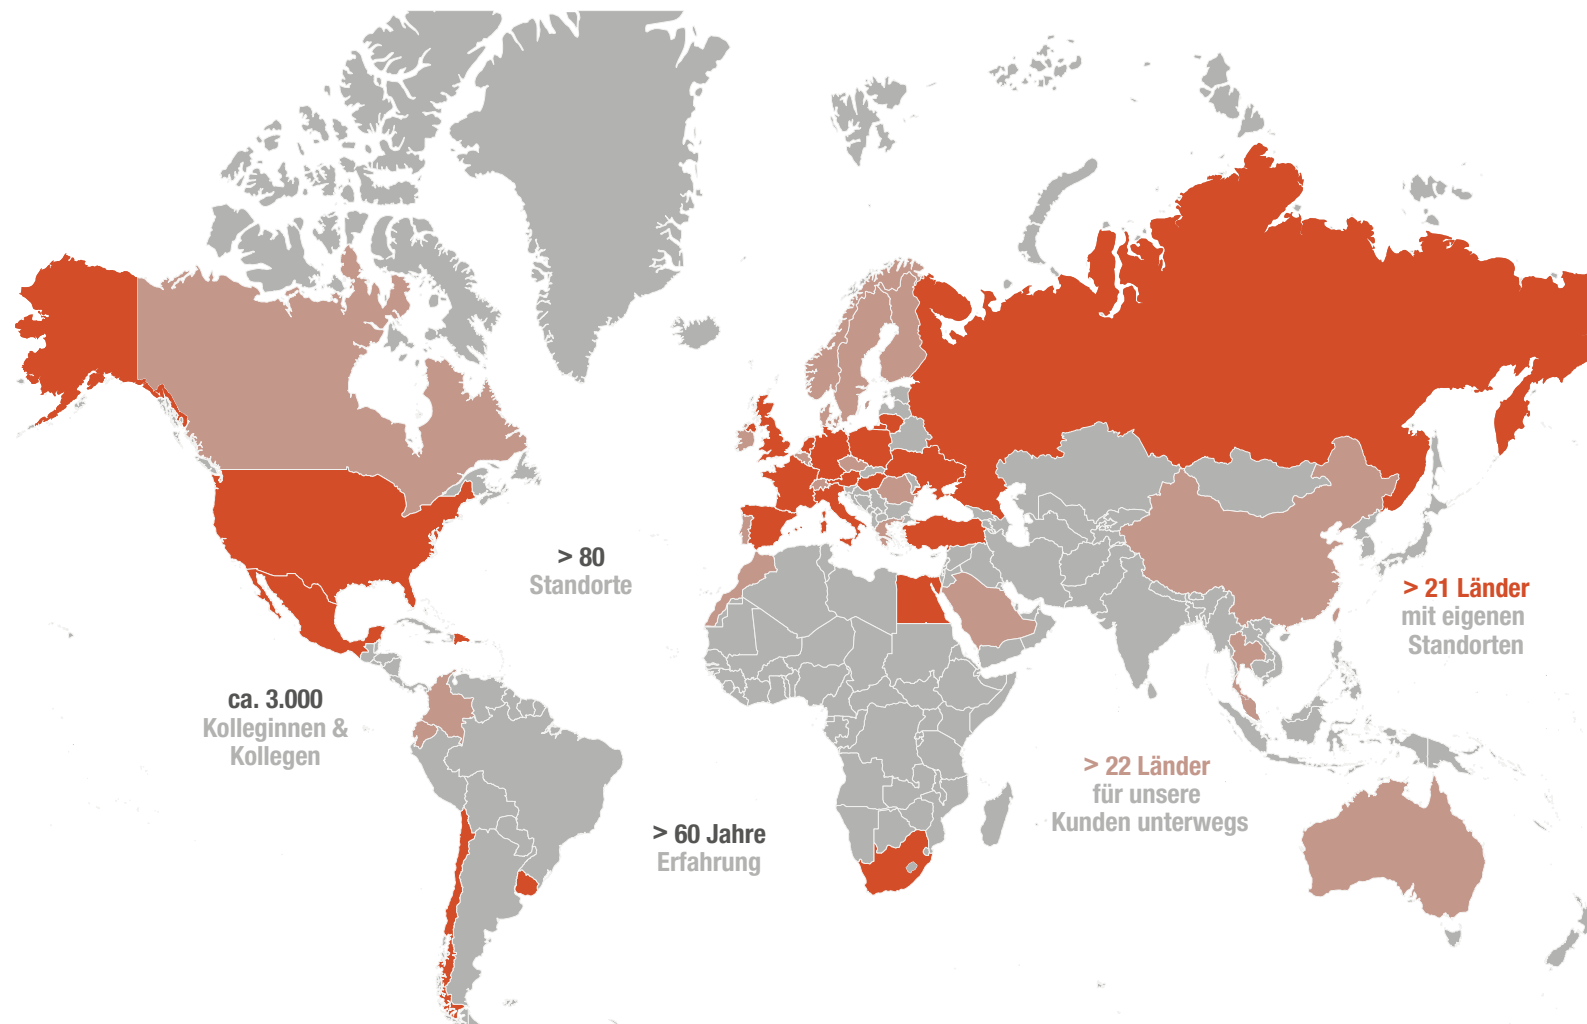 > 80
Standorte
> 21 Länder
mit eigenen
Standorten
ca. 3.000
Kolleginnen &
Kollegen
> 22 Länder
für unsere
Kunden unterwegs
> 60 Jahre
Erfahrung